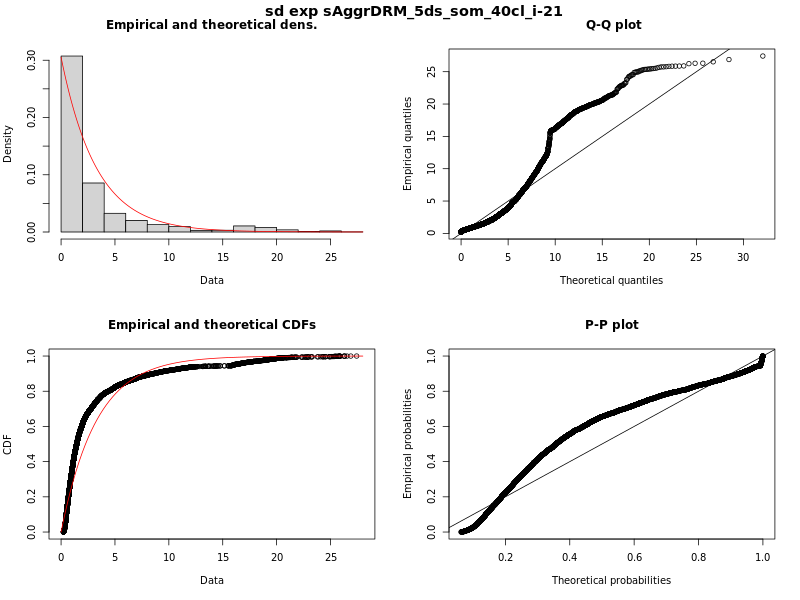 sd exp sAggrDRM_5ds_som_40cl_i-21
Empirical and theoretical dens.
Density
0.00 0.10 0.20 0.30
0 5 10 15 20 25
Data
Q-Q plot
Empirical quantiles
0 5 10 15 20 25
0 5 10 15 20 25 30
Theoretical quantiles
Empirical and theoretical CDFs
CDF
0.0 0.2 0.4 0.6 0.8 1.0
0 5 10 15 20 25
Data
P-P plot
Empirical probabilities
0.0 0.2 0.4 0.6 0.8 1.0
0.2 0.4 0.6 0.8 1.0
Theoretical probabilities